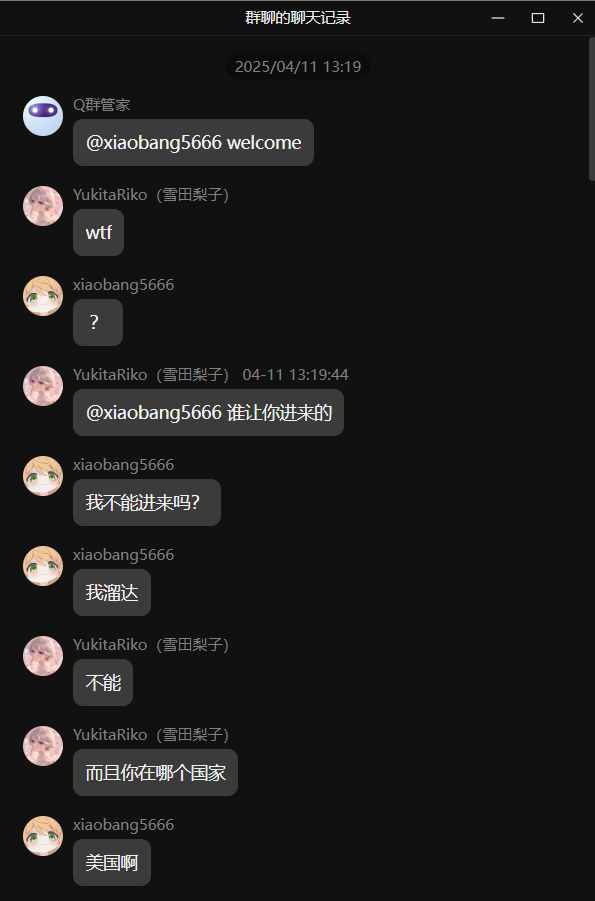 群聊的聊天记录
2025/04/11 13:19
Q群管家
@xiaobang5666 welcome
YukitaRiko（雪田梨子）
wtf
xiaobang5666
？
YukitaRiko（雪田梨子） 04-11 13:19:44
@xiaobang5666 谁让你进来的
xiaobang5666
我不能进来吗？
xiaobang5666
我溜达
YukitaRiko（雪田梨子）
不能
YukitaRiko（雪田梨子）
而且你在哪个国家
xiaobang5666
美国啊